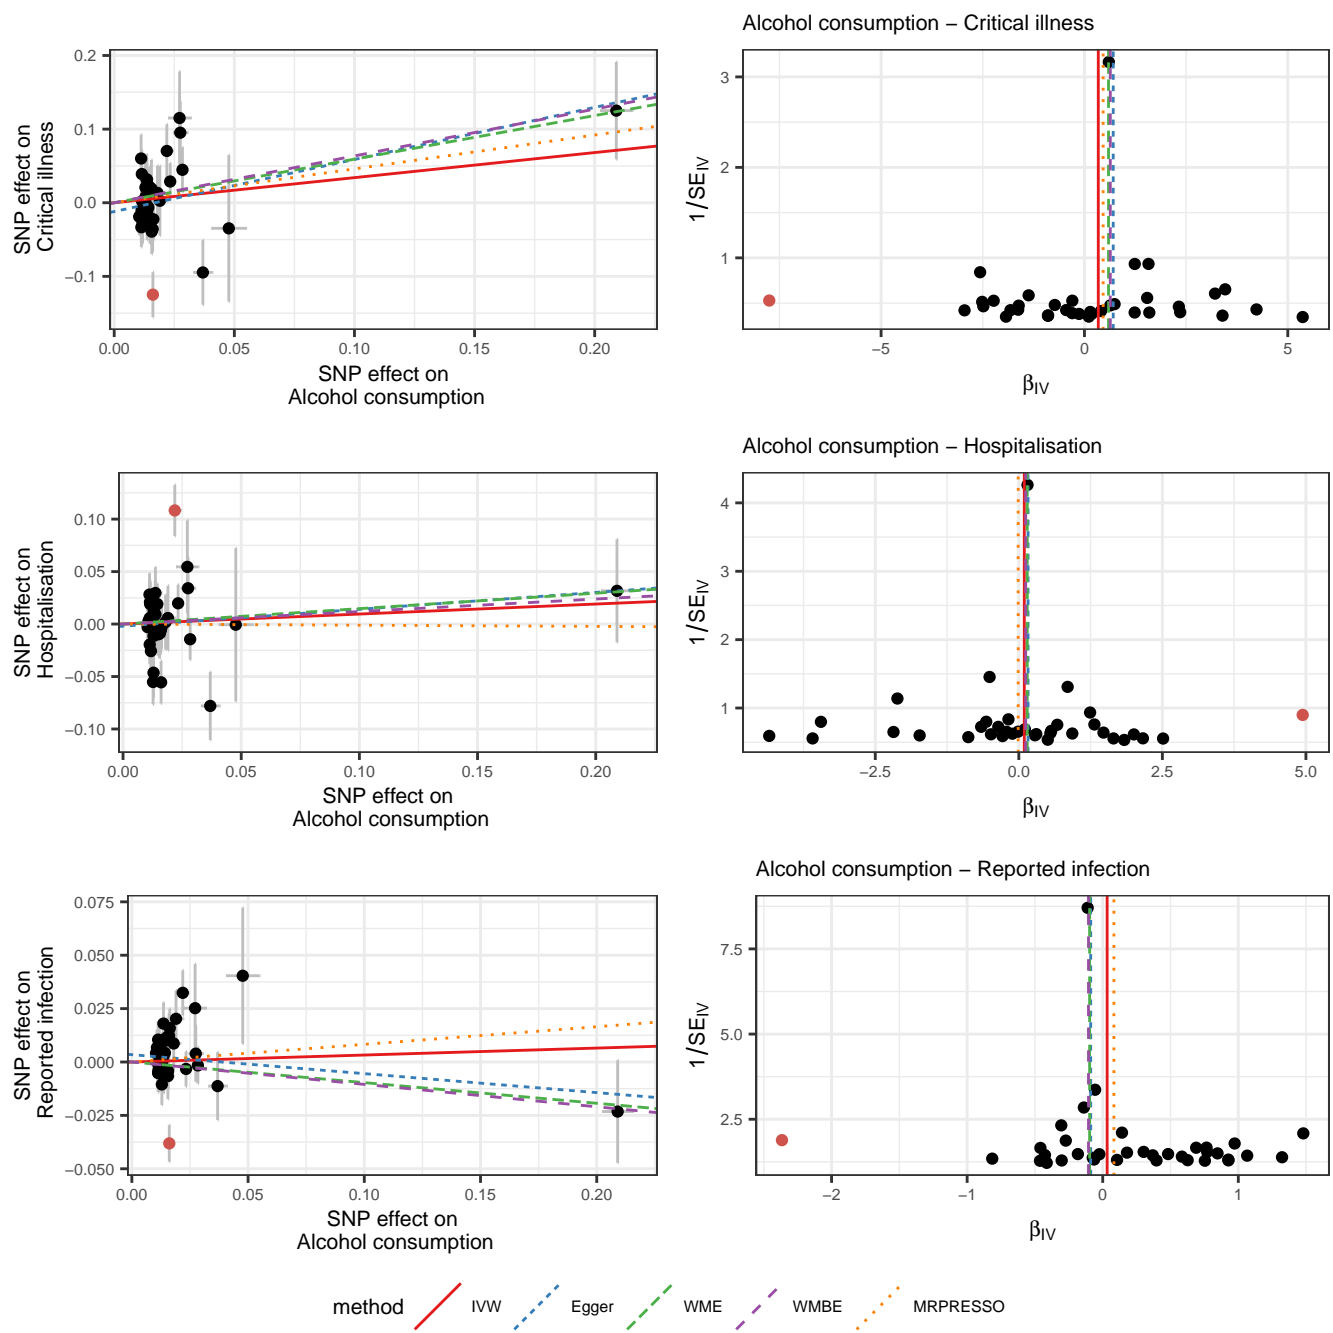 Alcohol consumption − Critical illness
0.2
0.1
0.0
−0.1
SNP effect on
Critical illness
0.00 0.05 0.10 0.15 0.20
SNP effect on
Alcohol consumption
3
2
1
1/SE_IV
−5 0 5
β_IV
Alcohol consumption − Hospitalisation
0.10
0.05
0.00
−0.05
−0.10
SNP effect on
Hospitalisation
0.00 0.05 0.10 0.15 0.20
SNP effect on
Alcohol consumption
4
3
2
1
1/SE_IV
−2.5 0.0 2.5 5.0
β_IV
Alcohol consumption − Reported infection
0.075
0.050
0.025
0.000
−0.025
−0.050
SNP effect on
Reported infection
0.00 0.05 0.10 0.15 0.20
SNP effect on
Alcohol consumption
7.5
5.0
2.5
1/SE_IV
−2 −1 0 1
β_IV
method IVW Egger WME WMBE MRPRESSO